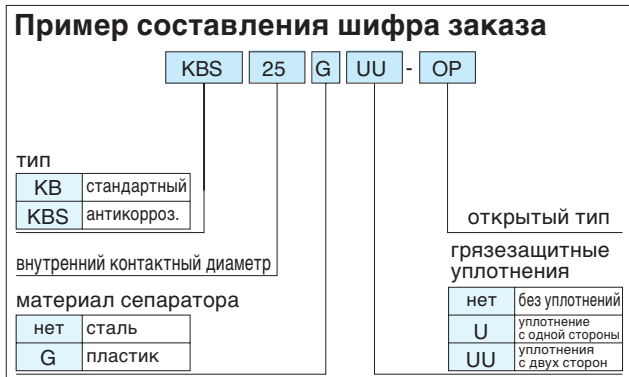 Пример составления шифра заказа
KBS 25 G UU - OP
тип
KB стандартный
KBS антикорроз.
внутренний контактный диаметр
материал сепаратора
нет сталь
G пластик
открытый тип
грязезащитные
уплотнения
нет без уплотнений
U уплотнение
с одной стороны
UU уплотнения
с двух сторон